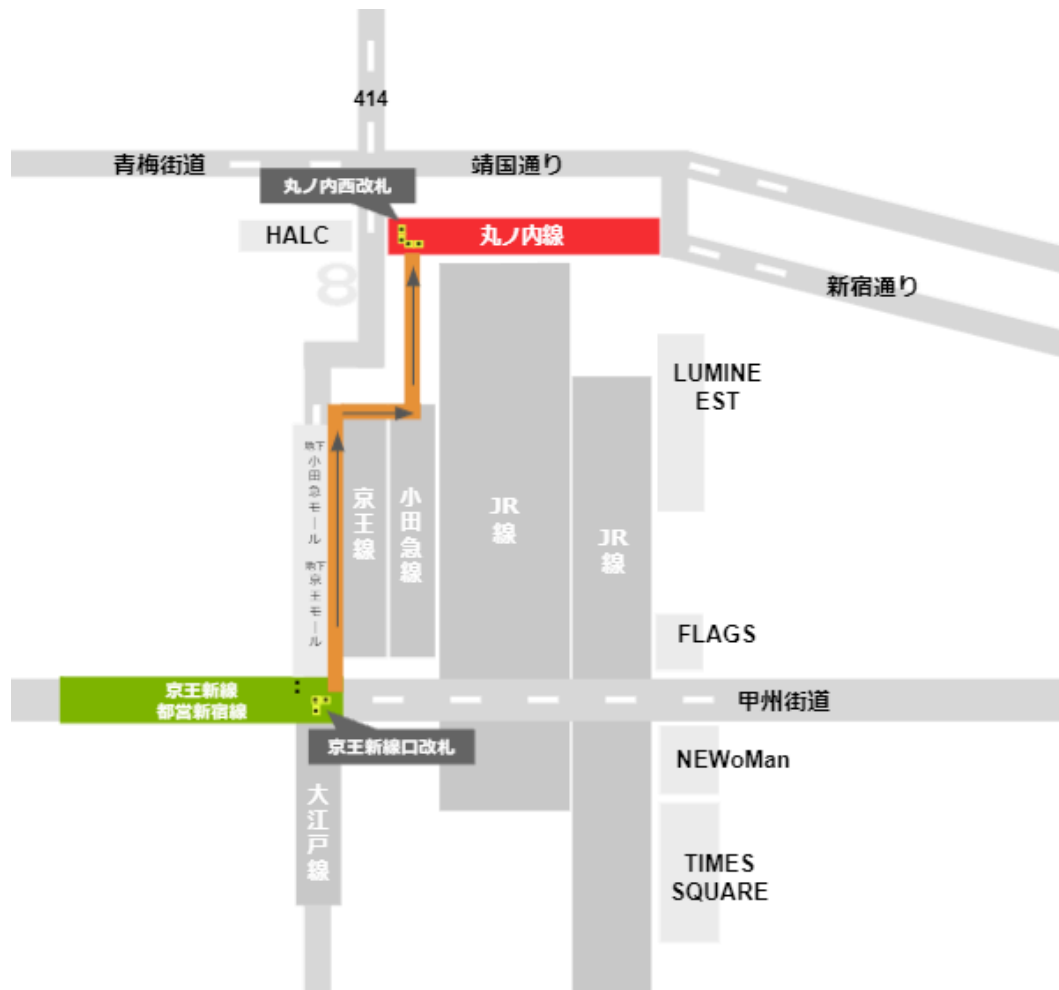 414
青梅街道
靖国通り
丸ノ内西改札
HALC
丸ノ内線
8
新宿通り
LUMINE
EST
地下
小田急モール
地下
京王モール
京王線
小田急線
JR
線
JR
線
FLAGS
京王新線
都営新宿線
甲州街道
京王新線口改札
NEWoMan
大江戸線
TIMES
SQUARE